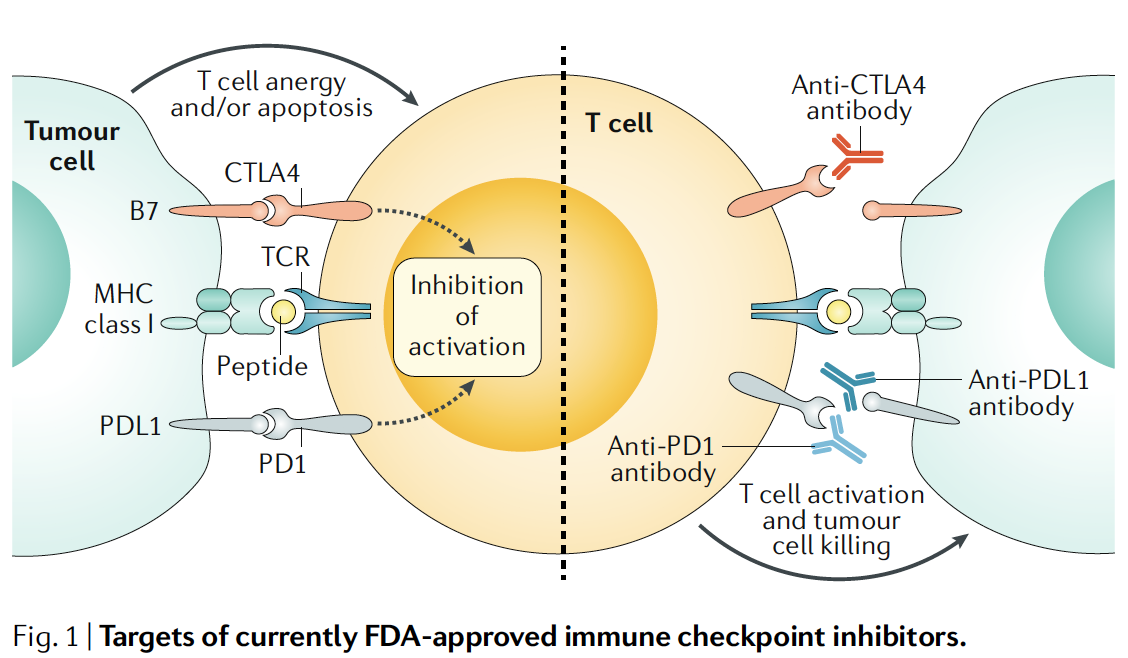 T cell anergy
and/or apoptosis
Tumour
cell
CTLA4
B7
TCR
MHC
class I
Peptide
PDL1
PD1
Inhibition
of
activation
T cell
Anti-CTLA4
antibody
Anti-PDL1
antibody
Anti-PD1
antibody
T cell activation
and tumour
cell killing
Fig. 1 | Targets of currently FDA-approved immune checkpoint inhibitors.